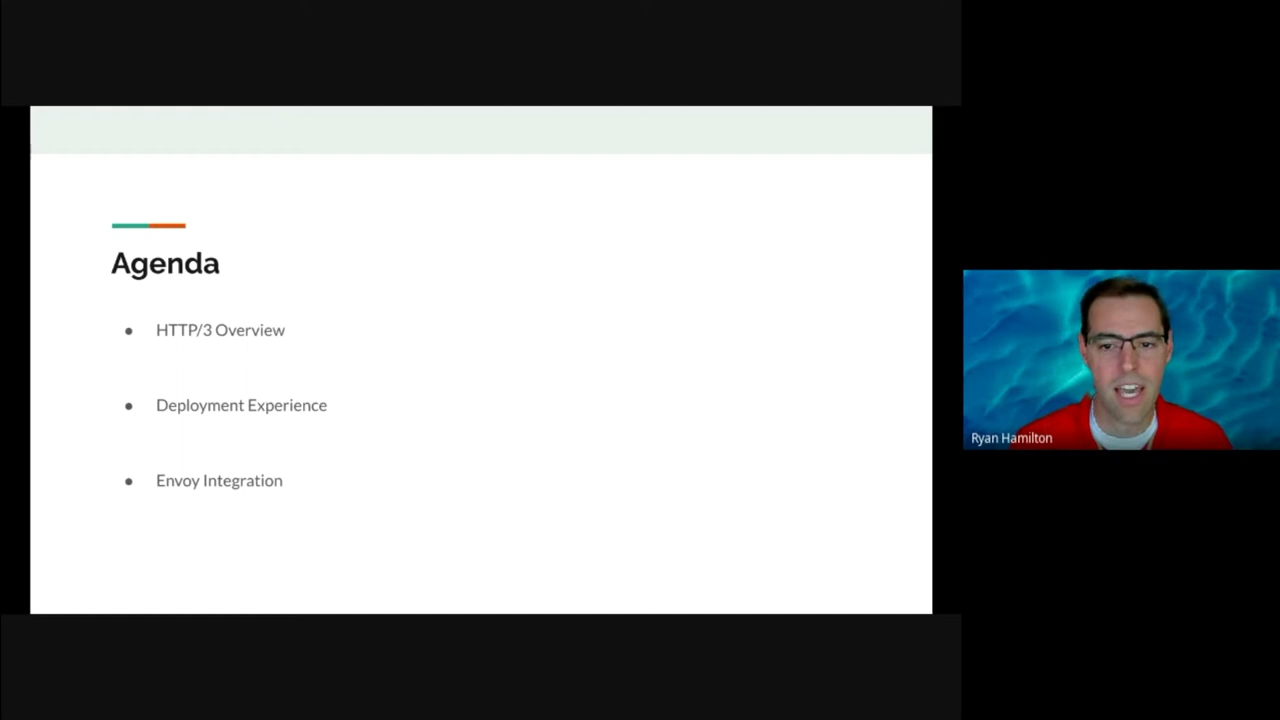 Agenda
HTTP/3 Overview
Deployment Experience
Envoy Integration
Ryan Hamilton